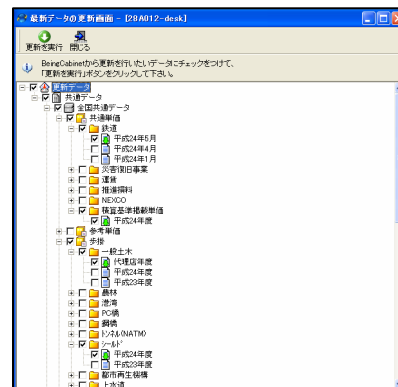 最新データの更新画面 - [28A012-desk]
更新を実行 閉じる
BeingCabinetから更新を行いたいデータにチェックをつけて、
「更新を実行」ボタンをクリックして下さい。
更新データ
共通データ
全国共通データ
共通単価
鉄道
平成24年5月
平成24年4月
平成24年1月
災害復旧事業
運賃
推進損料
NEXCO
積算基準掲載単価
平成24年度
参考単価
歩掛
一般土木
代理店年度
平成24年度
平成23年度
農林
港湾
PC橋
鋼橋
トンネル(NATM)
シールド
平成24年度
平成23年度
都市再生機構
上水道